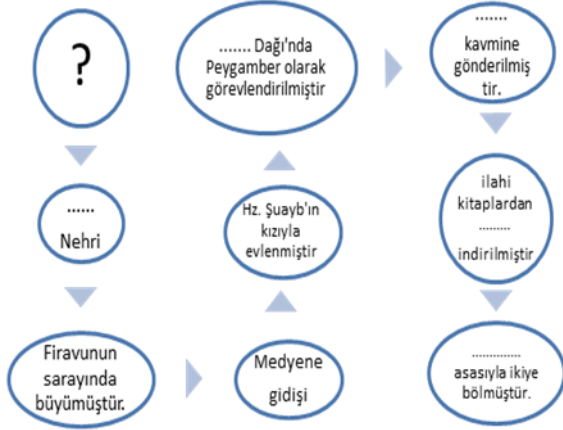 ?
......
Nehri
Firavunun
sarayında
büyümüştür.
Medyene
gidişi
Hz. Şuayb'ın
kızıyla
evlenmiştir
....... Dağı'nda
Peygamber olarak
görevlendirilmiştir
.......
kavmine
gönderilmiş
tir.
ilahi
kitaplardan
.........
indirilmiştir
..............
asasıyla ikiye
bölmüştür.